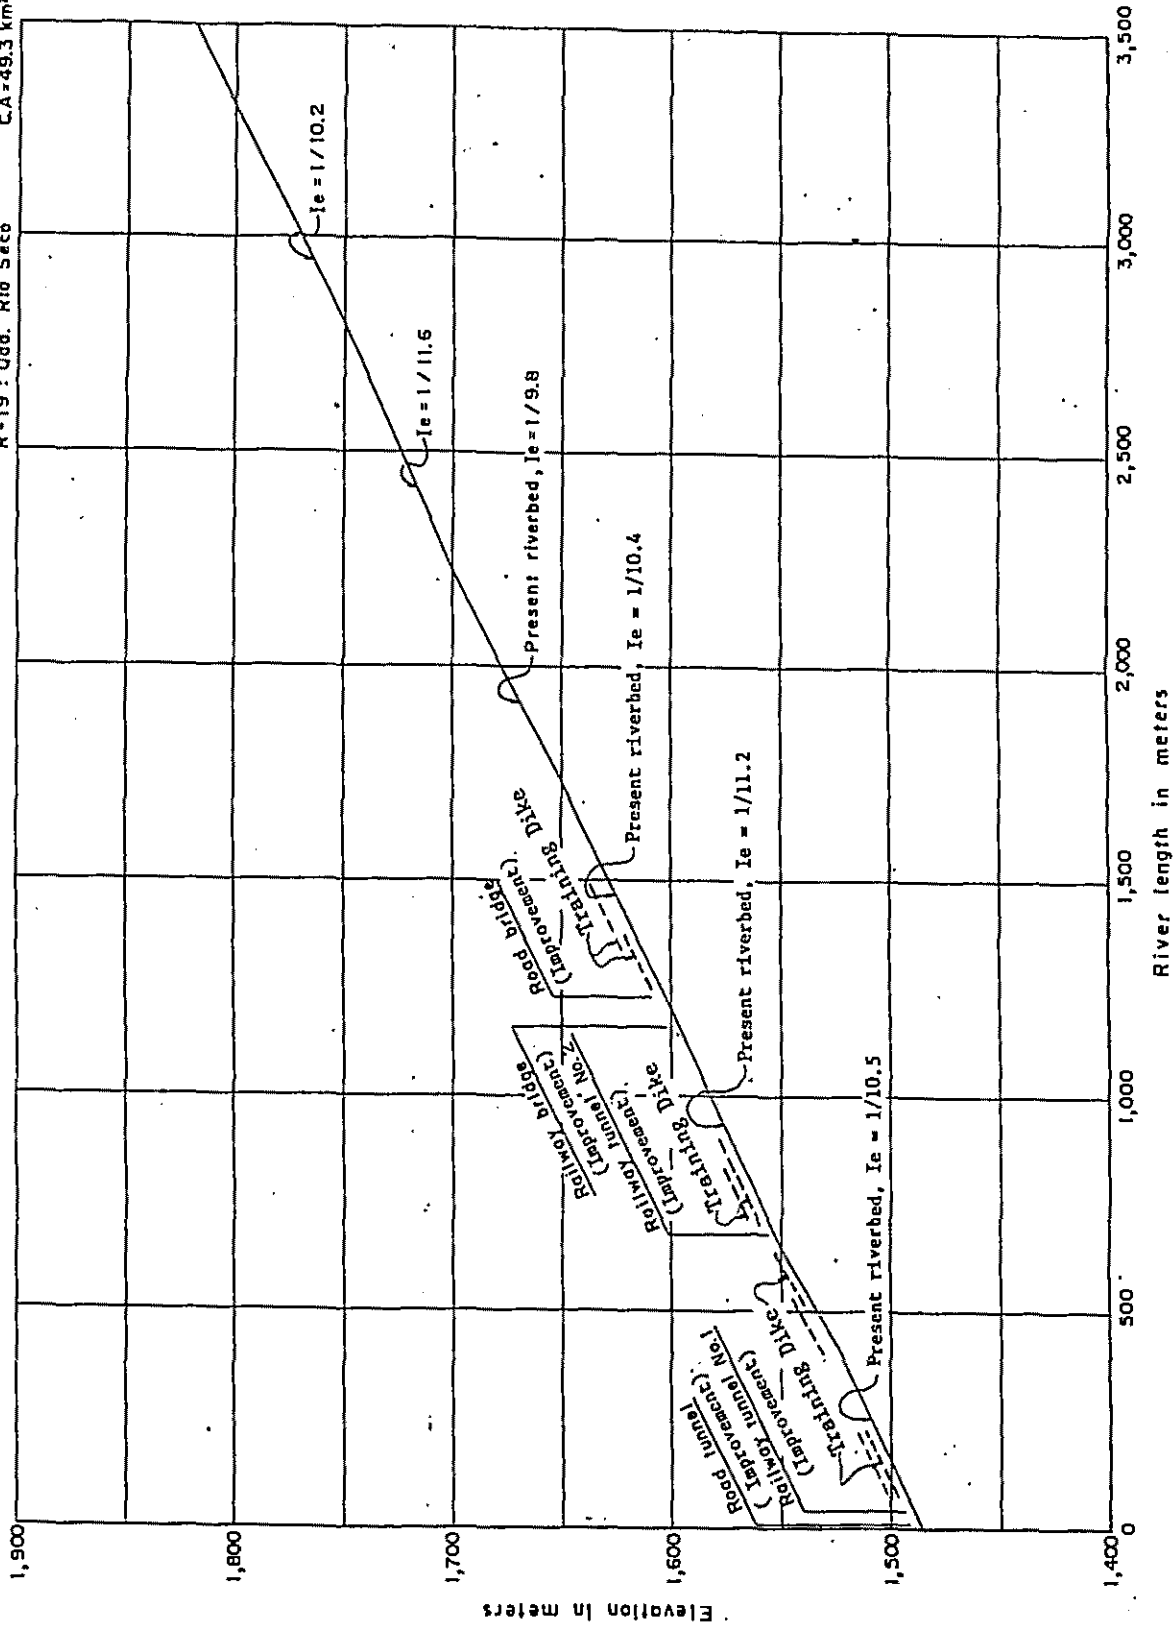 R-19 : Qda. Rio Seco C.A=49.3 km²
1,900
1,800
1,700
1,600
1,500
1,400
Elevation in meters
0
500
1,000
1,500
2,000
2,500
3,000
3,500
River length in meters
Road tunnel
(Improvement)
Railway tunnel No.1
(Improvement)
Training Dike
Present riverbed, Ie = 1/10.5
Railway bridge
(Improvement)
Railway tunnel No.2
(Improvement)
Training Dike
Present riverbed, Ie = 1/11.2
Road bridge
(Improvement)
Training Dike
Present riverbed, Ie = 1/10.4
Present riverbed, Ie=1/9.8
Ie = 1/11.6
Ie = 1/10.2